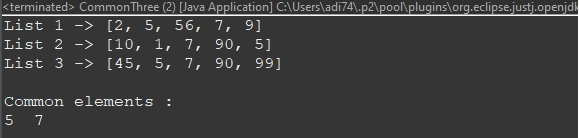 <terminated> CommonThree (2) [Java Application] C:\Users\adi74\.p2\pool\plugins\org.eclipse.justj.openjdk
List 1 -> [2, 5, 56, 7, 9]
List 2 -> [10, 1, 7, 90, 5]
List 3 -> [45, 5, 7, 90, 99]
Common elements :
5 7